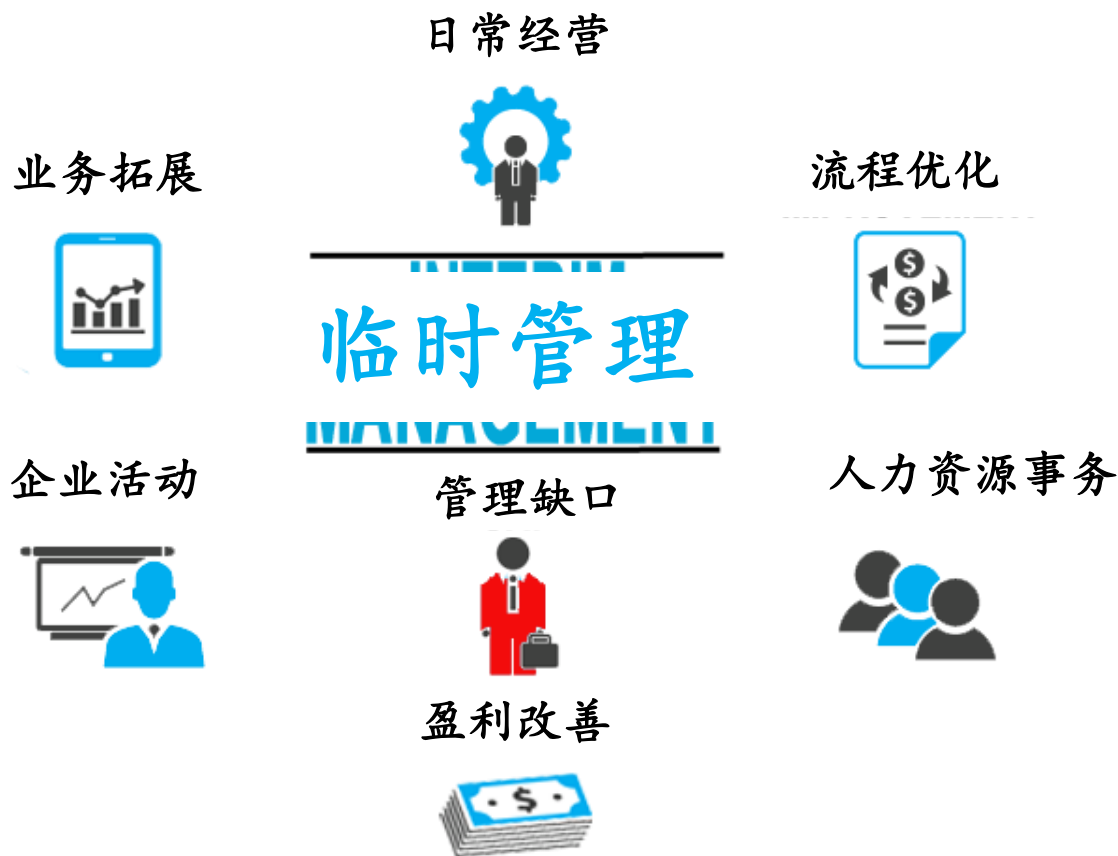 日常经营
业务拓展
流程优化
临时管理
企业活动
管理缺口
人力资源事务
盈利改善